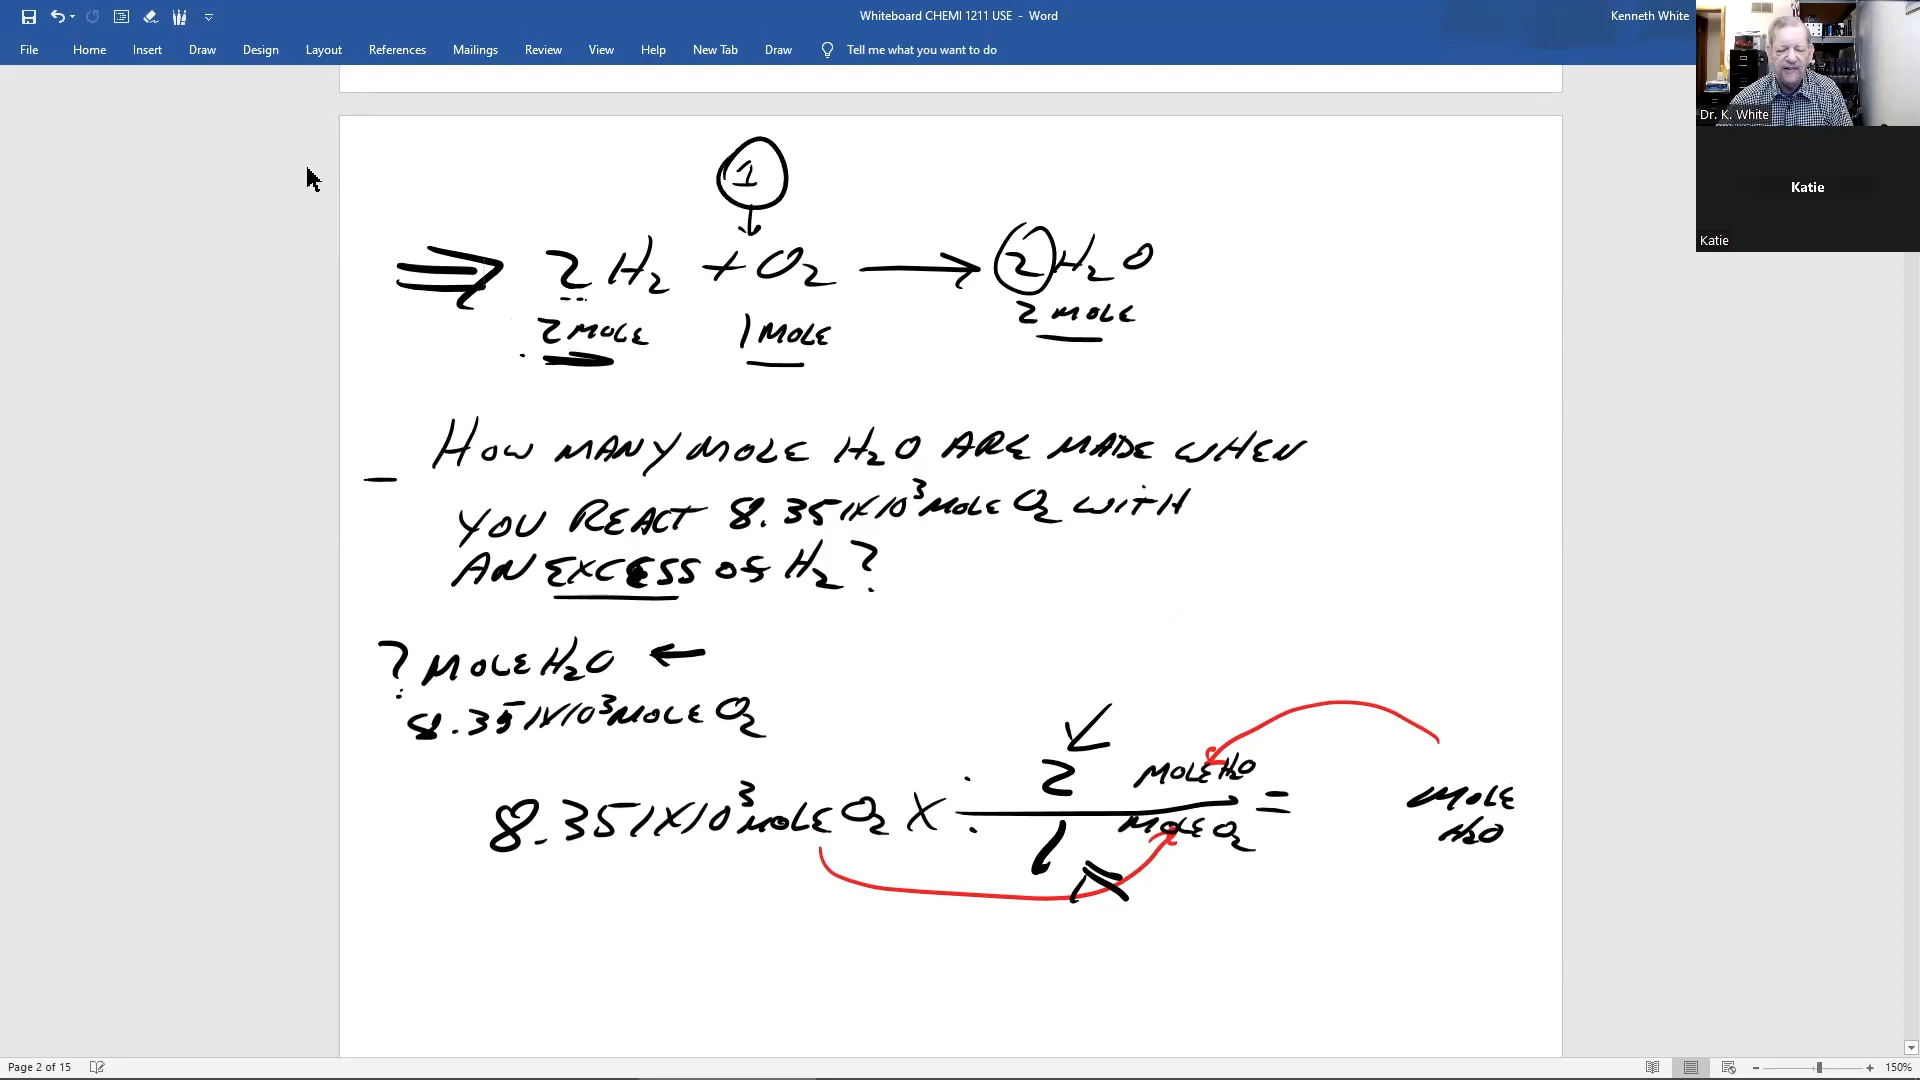 Whiteboard CHEMI 1211 USE - Word
Kenneth White
File Home Insert Draw Design Layout References Mailings Review View Help New Tab Draw Tell me what you want to do
Dr. K. White
Katie
Katie
1
2 H₂ + O₂ → 2 H₂O
2 MOLE 1 MOLE 2 MOLE
- HOW MANY MOLE H₂O ARE MADE WHEN
YOU REACT 8.351X10³ MOLE O₂ WITH
AN EXCESS OF H₂?
? MOLE H₂O ←
8.351X10³ MOLE O₂
2 MOLE H₂O
8.351X10³ MOLE O₂ X =
1 MOLE O₂
MOLE
H₂O
Page 2 of 15
150%